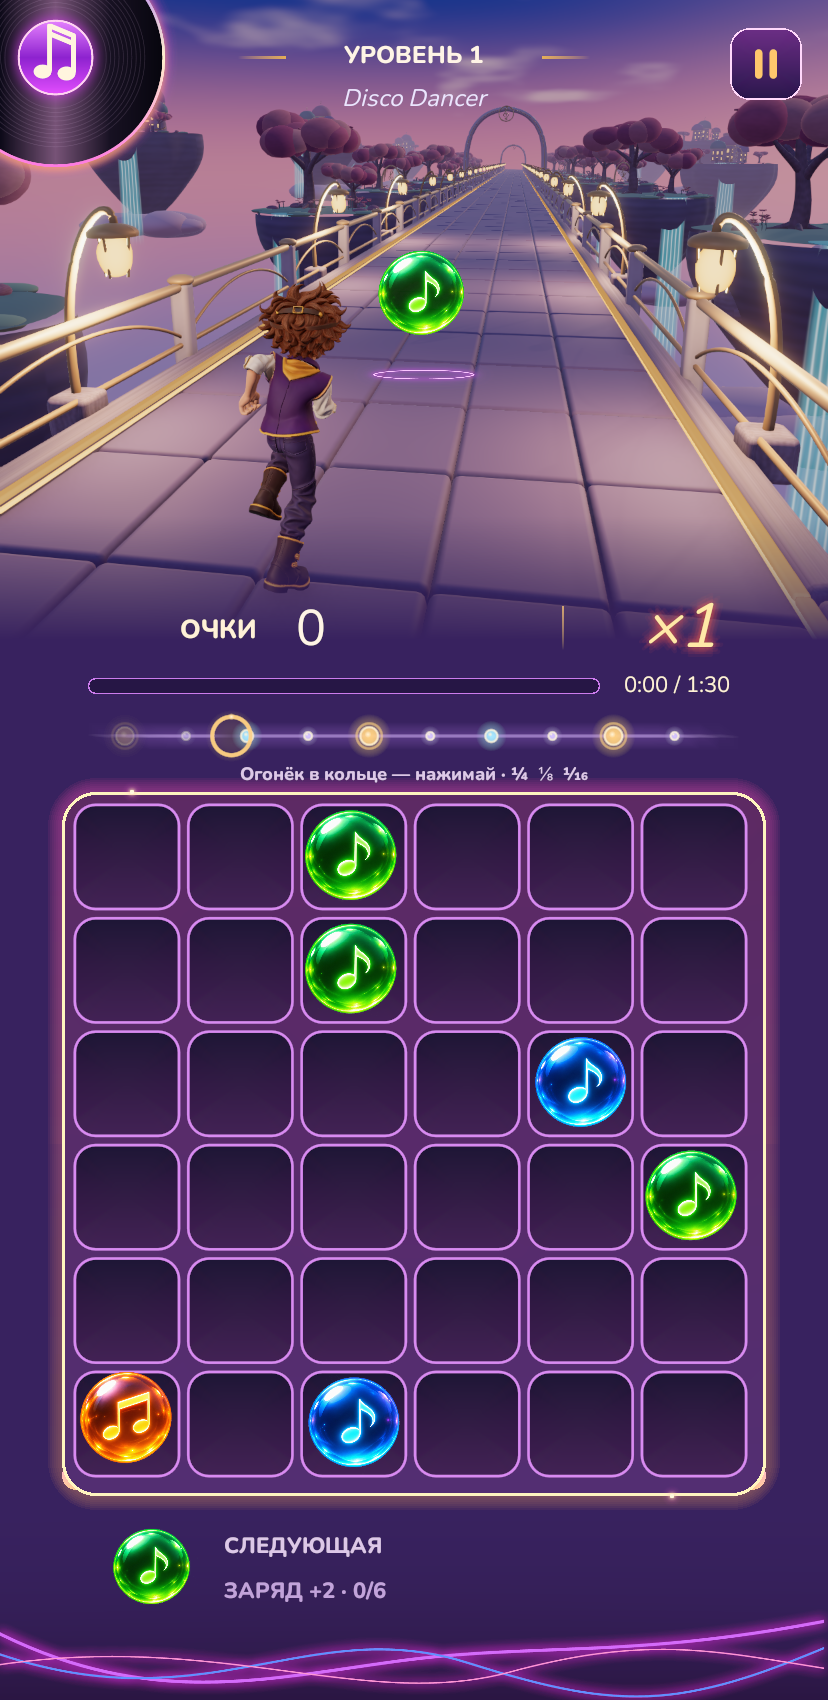 УРОВЕНЬ 1
Disco Dancer
ОЧКИ 0 ×1
0:00 / 1:30
Огонёк в кольце — нажимай · ¼ ⅛ ¹⁄₁₆
СЛЕДУЮЩАЯ
ЗАРЯД +2 · 0/6